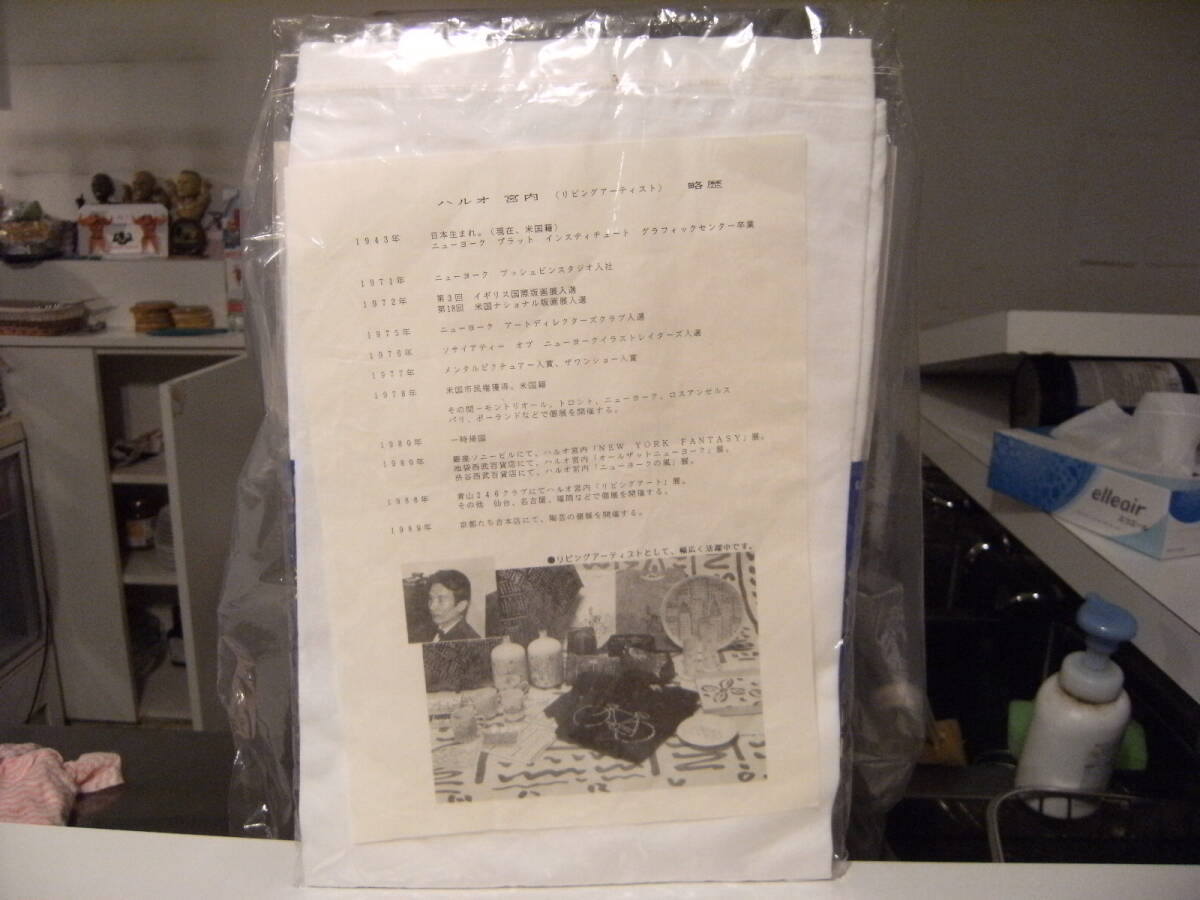 ハルオ 宮内 (リビングアーティスト) 略歴
1943年 日本生まれ。(現在、米国籍)
ニューヨーク プラット インスティチュート グラフィックセンター卒業
1971年 ニューヨーク プッシュピンスタジオ入社
1972年 第3回 イギリス国際版画展入選
第18回 米国ナショナル版画展入選
1975年 ニューヨーク アートディレクターズクラブ入選
1976年 ソサイアティー オブ ニューヨークイラストレイターズ入選
1977年 メンタルピクチュアー入賞、ザワンショー入賞
1978年 米国市民権獲得。米国籍
その間-モントリオール、トロント、ニューヨーク、ロスアンゼルス
パリ、ポーランドなどで個展を開催する。
1980年 一時帰国
1980年 銀座ソニービルにて、ハルオ宮内「NEW YORK FANTASY」展。
池袋西武百貨店にて、ハルオ宮内「オールザットニューヨーク」展。
渋谷西武百貨店にて、ハルオ宮内「ニューヨークの風」展。
1988年 青山246クラブにてハルオ宮内「リビングアート」展。
その他 仙台、名古屋、福岡などで個展を開催する。
1989年 京都たち吉本店にて、陶芸の個展を開催する。
●リビングアーティストとして、幅広く活躍中です。
elleair